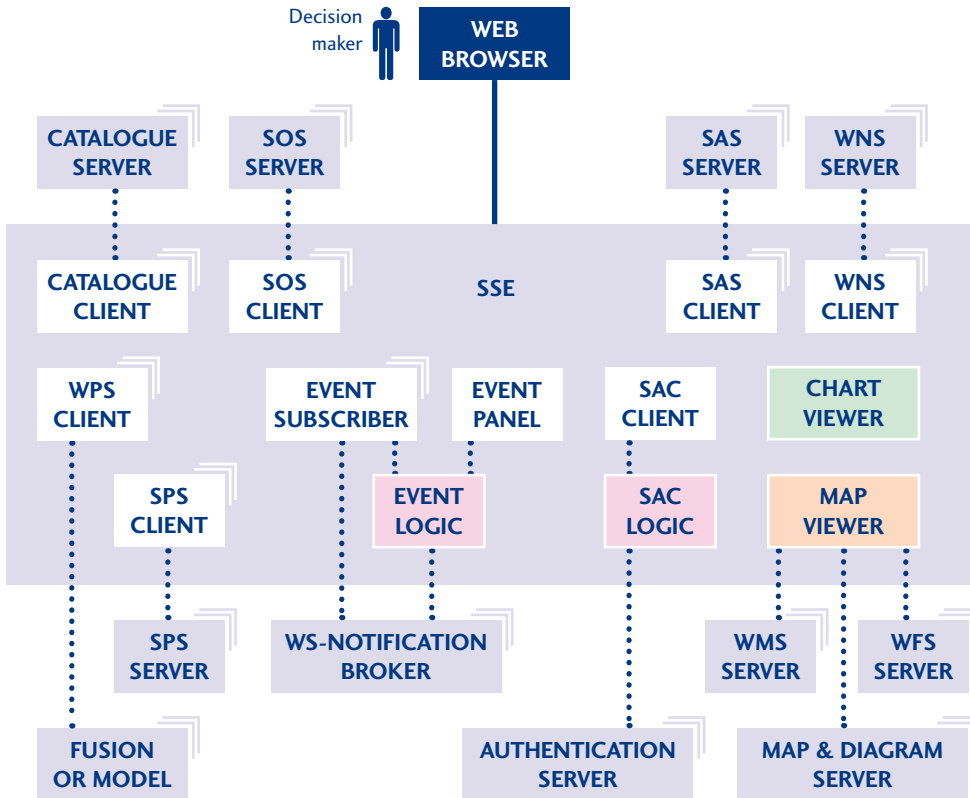 Decision
maker
WEB
BROWSER
CATALOGUE
SERVER
SOS
SERVER
SAS
SERVER
WNS
SERVER
CATALOGUE
CLIENT
SOS
CLIENT
SSE
SAS
CLIENT
WNS
CLIENT
WPS
CLIENT
EVENT
SUBSCRIBER
EVENT
PANEL
SAC
CLIENT
CHART
VIEWER
SPS
CLIENT
EVENT
LOGIC
SAC
LOGIC
MAP
VIEWER
SPS
SERVER
WS-NOTIFICATION
BROKER
WMS
SERVER
WFS
SERVER
FUSION
OR MODEL
AUTHENTICATION
SERVER
MAP & DIAGRAM
SERVER